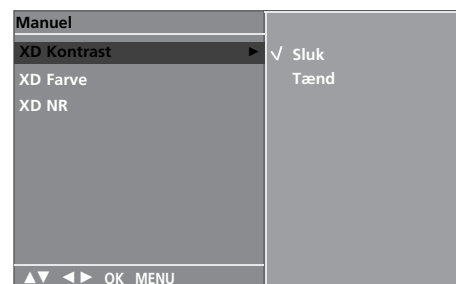 Manuel
XD Kontrast ►
XD Farve
XD NR
√ Sluk
Tænd
▲▼ ◄► OK MENU